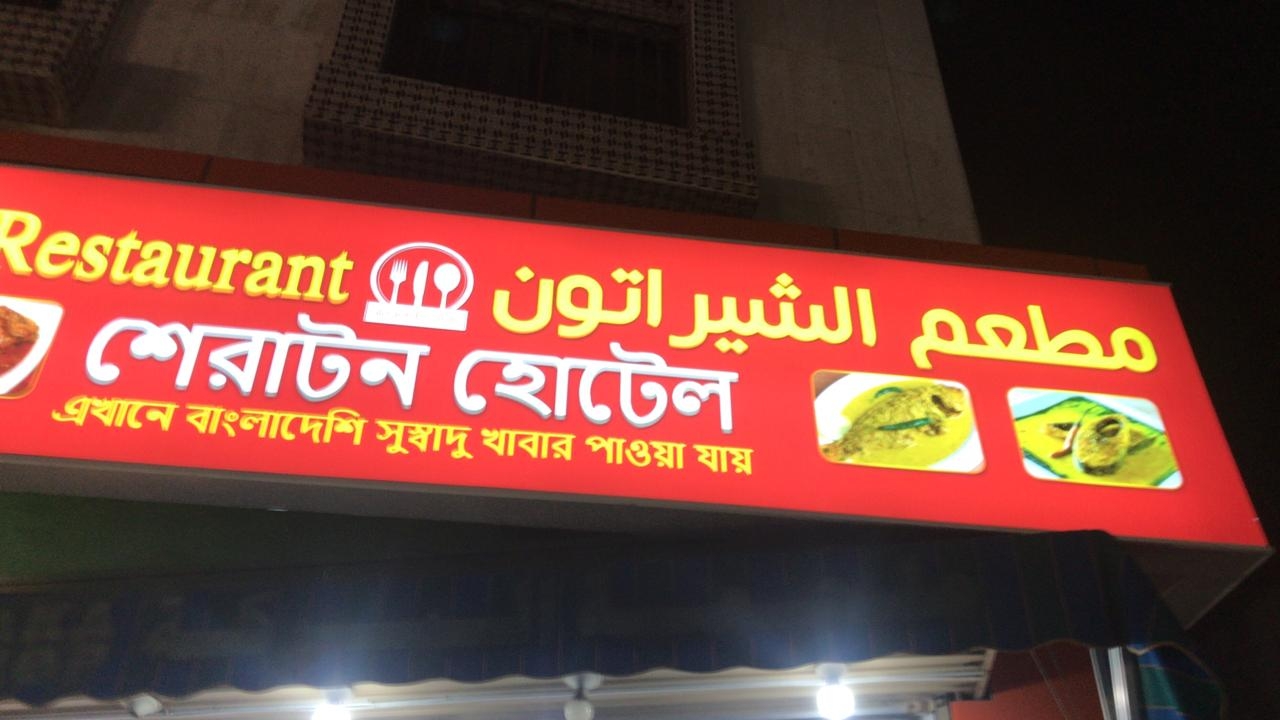 Restaurant
مطعم الشيراتون
শেরাটন হোটেল
এখানে বাংলাদেশি সুস্বাদু খাবার পাওয়া যায়